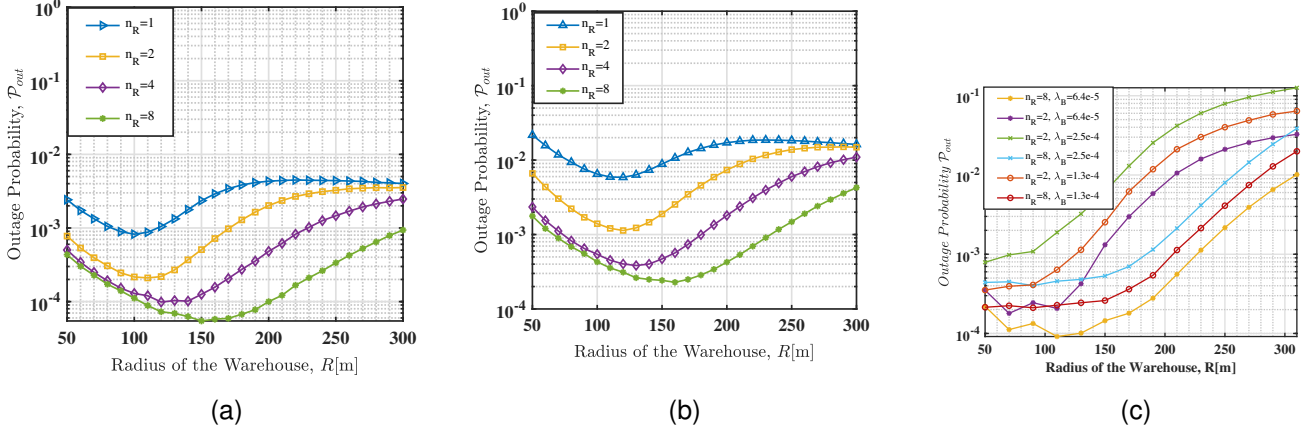 10^0
10^-1
10^-2
10^-3
10^-4
Outage Probability, 𝒫_out
n_R=1
n_R=2
n_R=4
n_R=8
50 100 150 200 250 300
Radius of the Warehouse, R[m]
(a)
10^0
10^-1
10^-2
10^-3
10^-4
Outage Probability, 𝒫_out
n_R=1
n_R=2
n_R=4
n_R=8
50 100 150 200 250 300
Radius of the Warehouse, R[m]
(b)
10^-1
10^-2
10^-3
10^-4
Outage Probability 𝒫_out
n_R=8, λ_B=6.4e-5
n_R=2, λ_B=6.4e-5
n_R=2, λ_B=2.5e-4
n_R=8, λ_B=2.5e-4
n_R=2, λ_B=1.3e-4
n_R=8, λ_B=1.3e-4
50 100 150 200 250 300
Radius of the Warehouse, R[m]
(c)